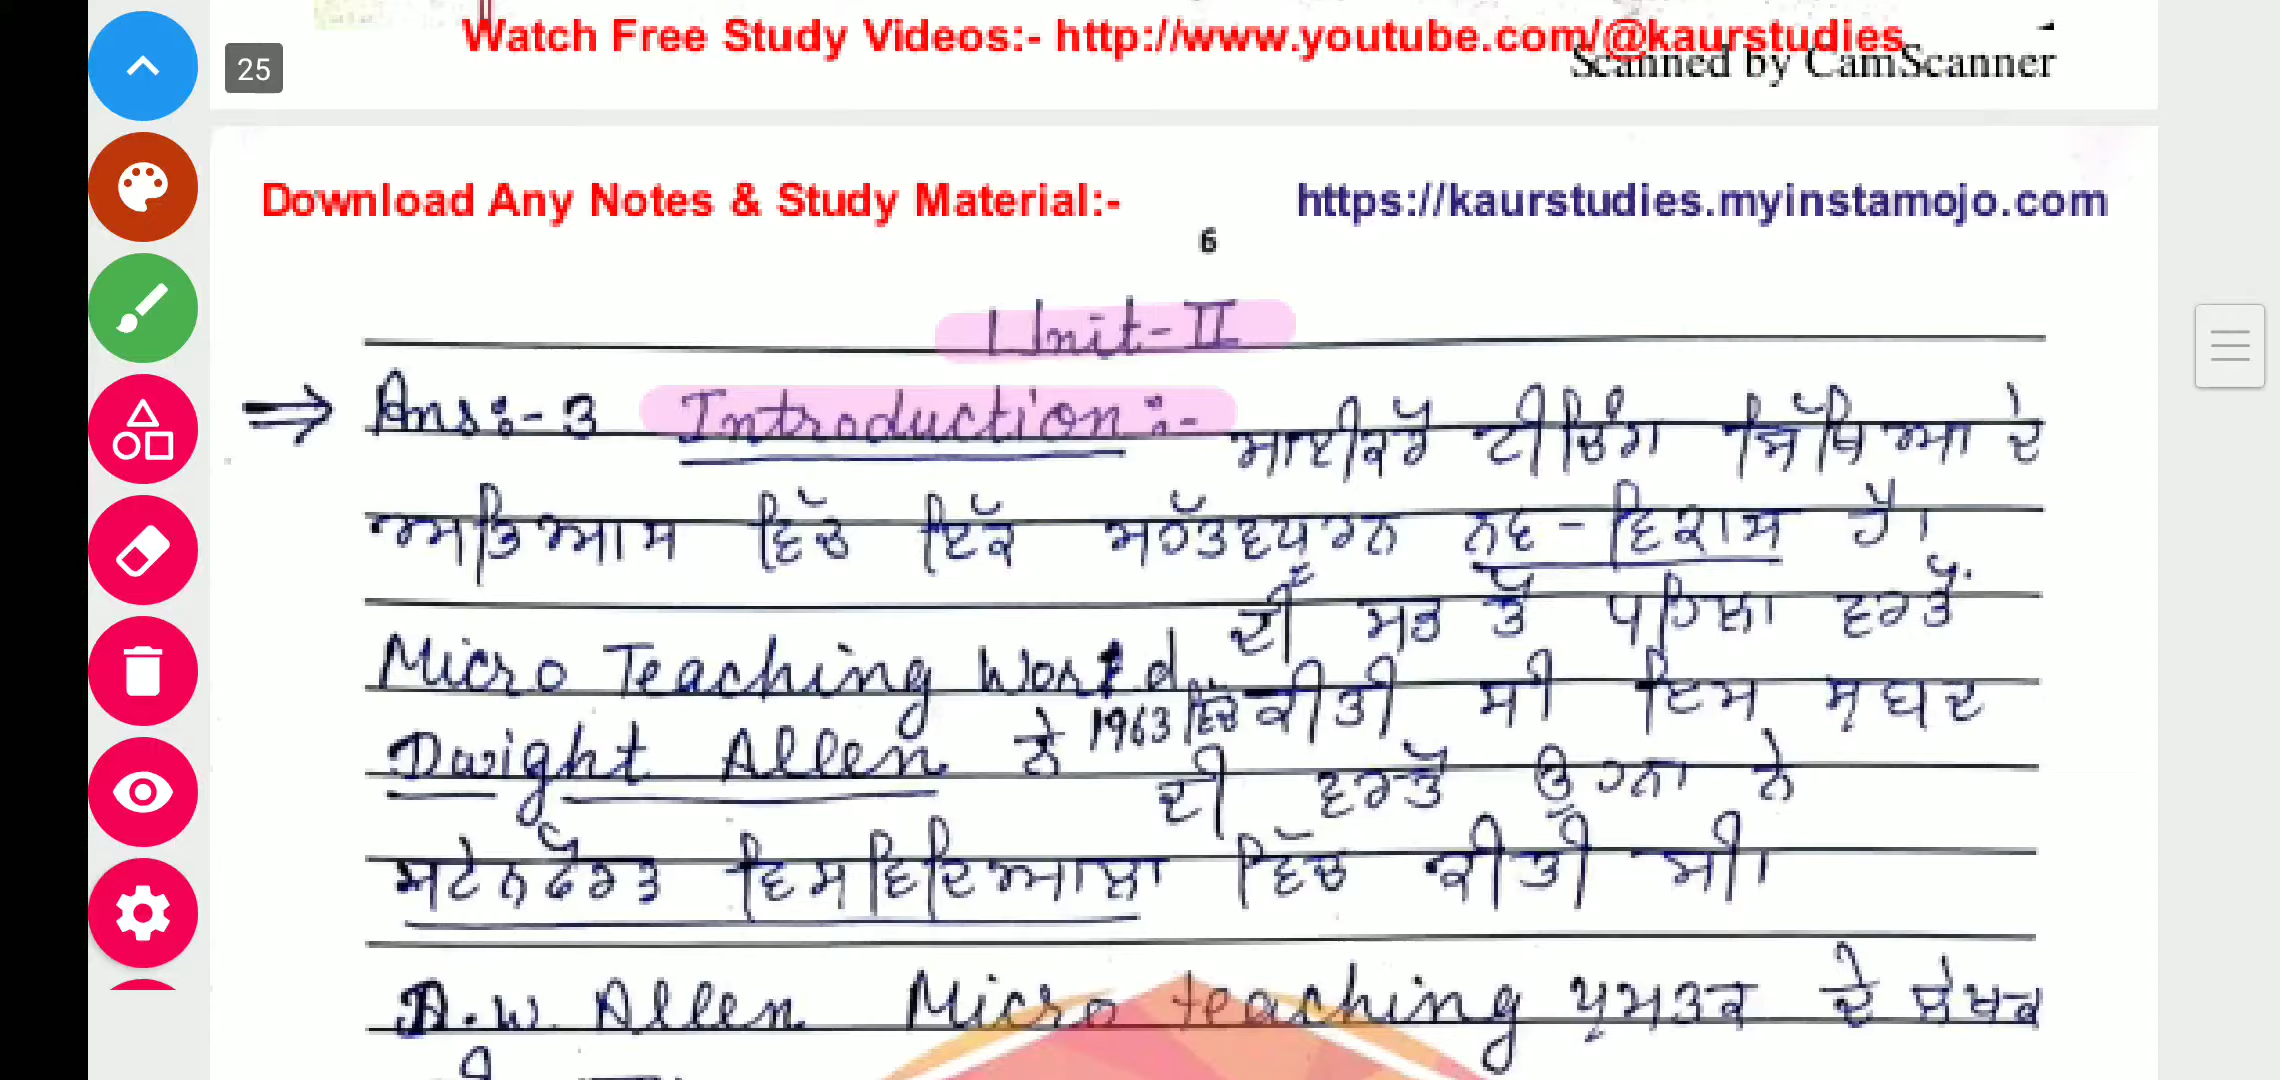 Watch Free Study Videos:- http://www.youtube.com/@kaurstudies
Scanned by CamScanner
25
Download Any Notes & Study Material:- https://kaurstudies.myinstamojo.com
6
Unit-II
⇒ Ans:-3 Introduction:- ਮਾਈਕਰੋ ਟੀਚਿੰਗ ਸਿੱਖਿਆ ਦੇ
ਅਭਿਆਸ ਵਿੱਚ ਇੱਕ ਮਹੱਤਵਪੂਰਨ ਨਵ-ਵਿਕਾਸ ਹੈ।
Micro Teaching Word ਦੀ ਸਭ ਤੋਂ ਪਹਿਲਾ ਵਰਤੋਂ
Dwight Allen ਨੇ 1963 ਵਿੱਚ ਕੀਤੀ ਸੀ ਇਸ ਸ਼ਬਦ
ਦੀ ਵਰਤੋਂ ਉਹਨਾ ਨੇ
ਸਟੇਨਫੋਰਡ ਵਿਸ਼ਵਿਦਿਆਲਾ ਵਿੱਚ ਕੀਤੀ ਸੀ।
D.W. Allen Micro teaching ਪੁਸਤਕ ਦੇ ਲੇਖਕ